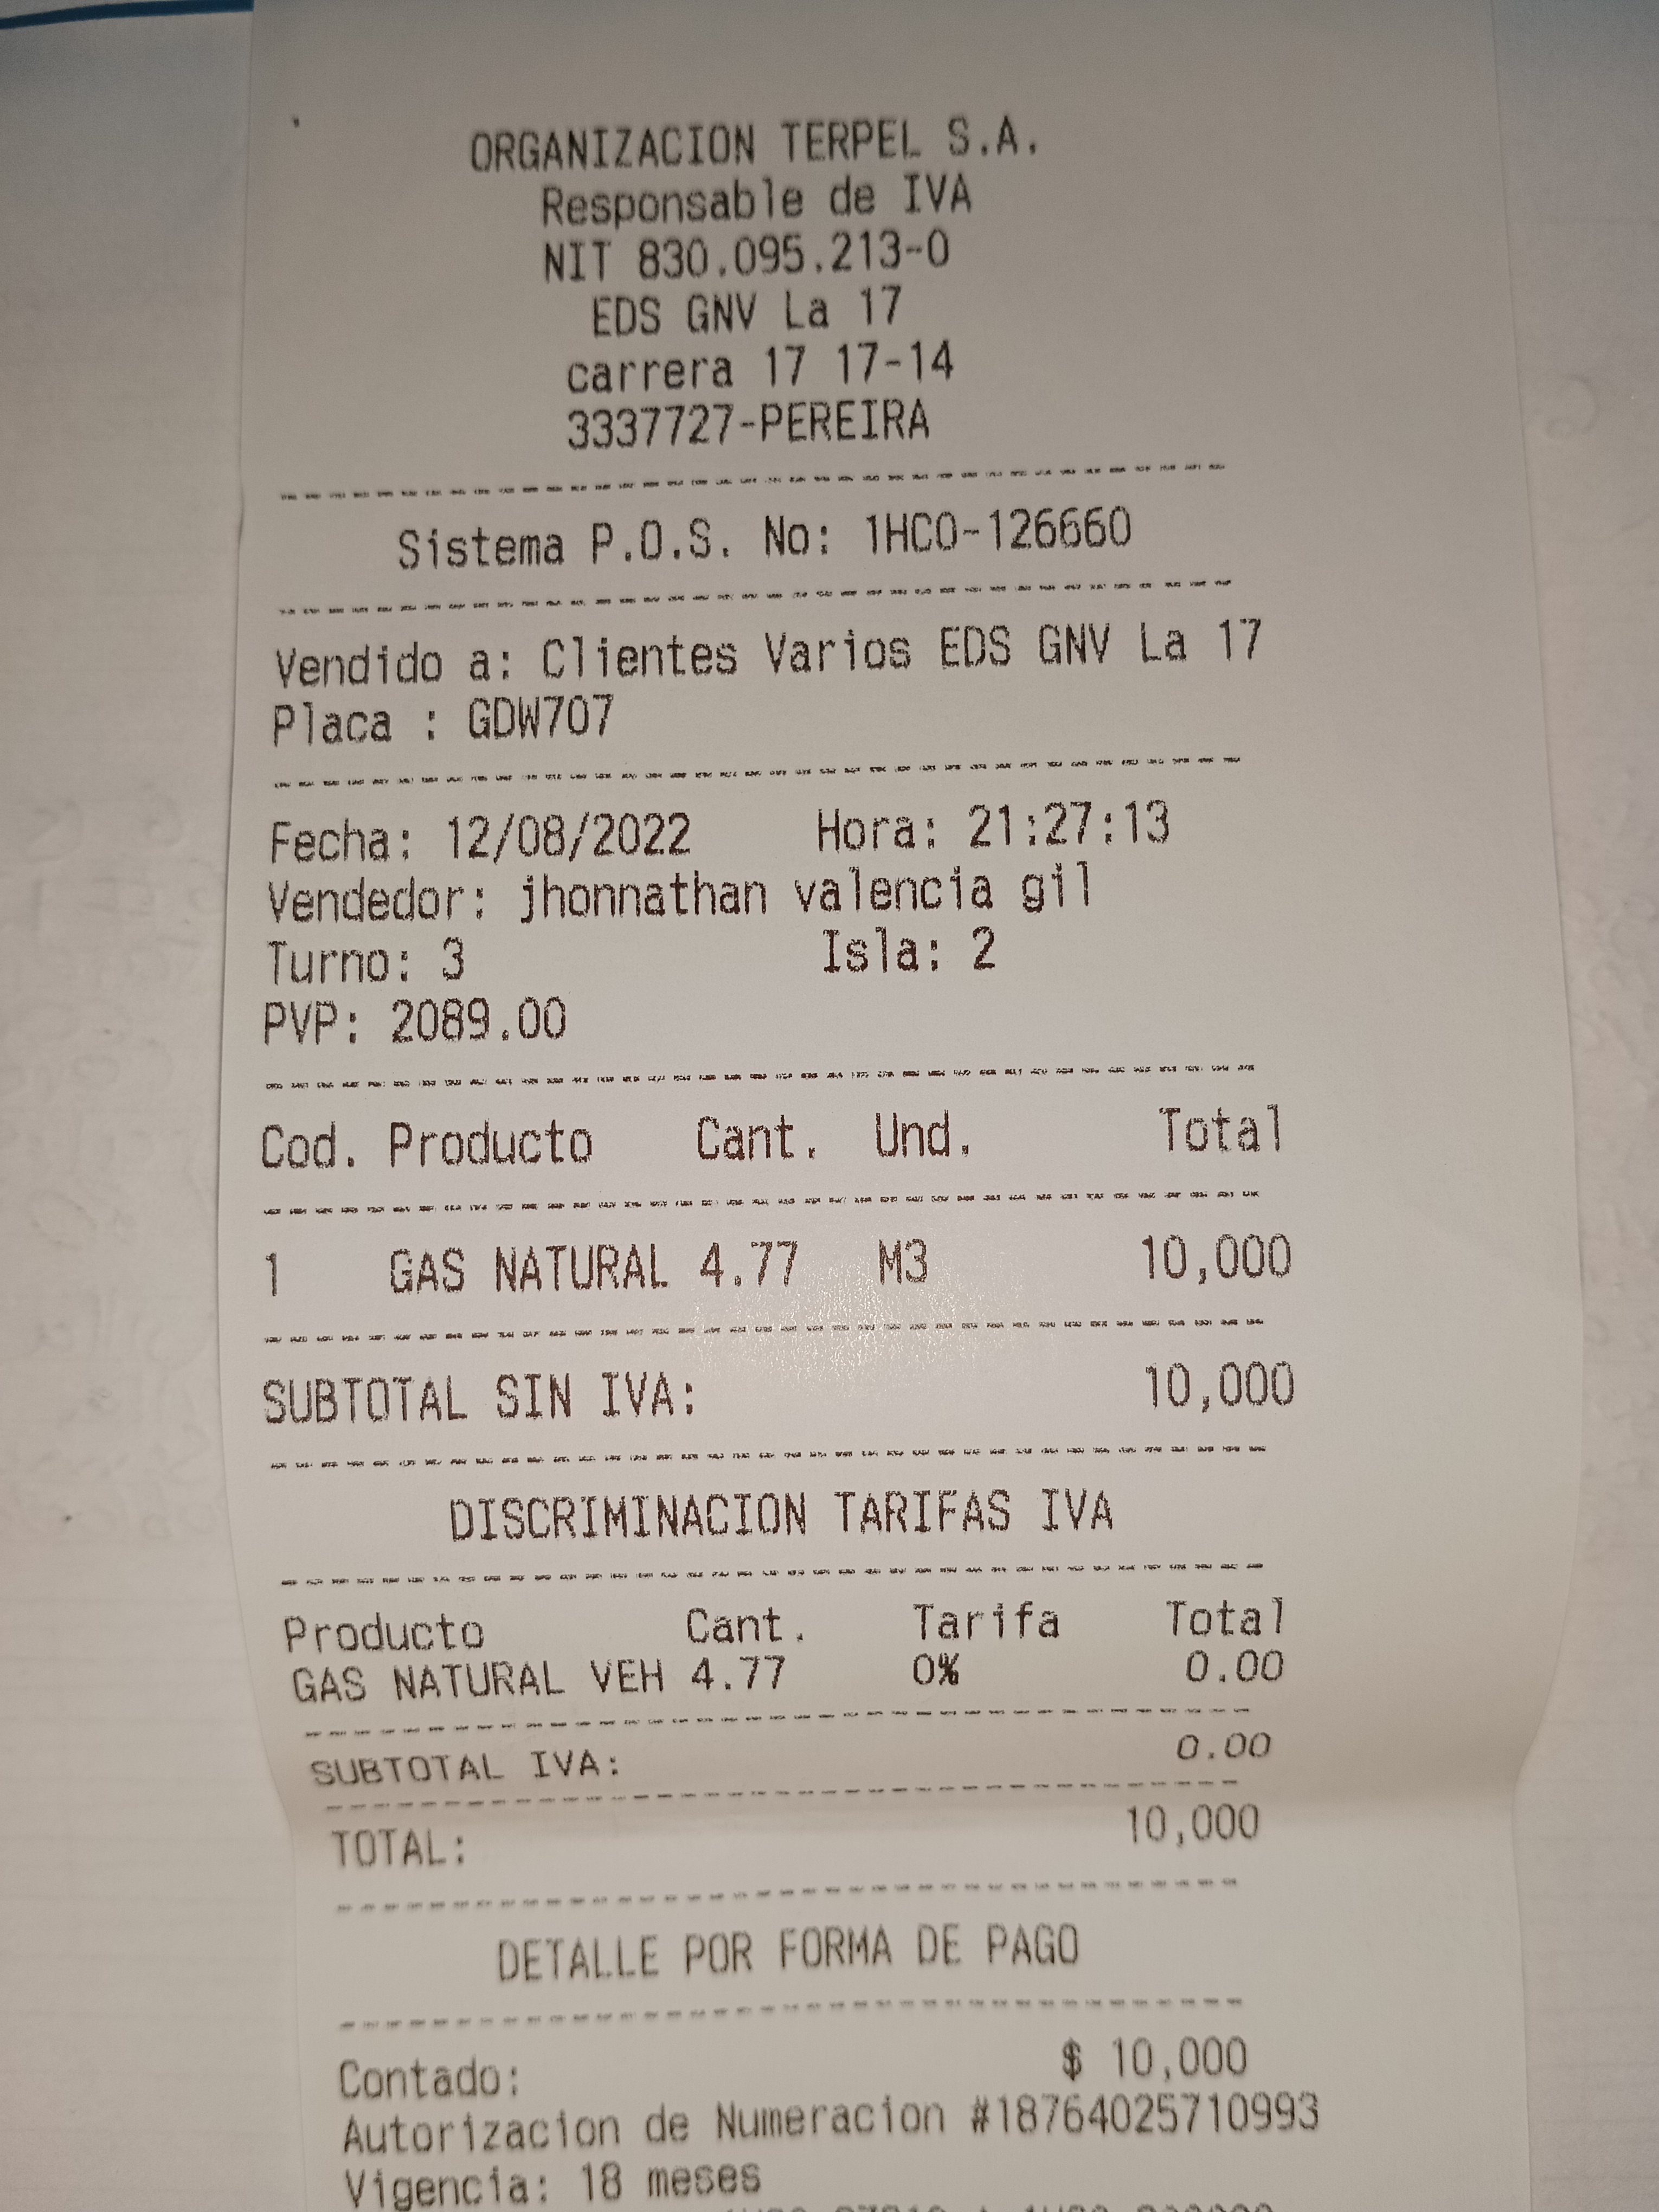 ORGANIZACION TERPEL S.A.
Responsable de IVA
NIT 830.095.213-0
EDS GNV La 17
carrera 17 17-14
3337727-PEREIRA
Sistema P.O.S. No: 1HCO-126660
Vendido a: Clientes Varios EDS GNV La 17
Placa : GDW707
Fecha: 12/08/2022 Hora: 21:27:13
Vendedor: jhonnathan valencia gil
Turno: 3 Isla: 2
PVP: 2089.00
Cod. Producto Cant. Und. Total
1 GAS NATURAL 4.77 M3 10,000
SUBTOTAL SIN IVA: 10,000
DISCRIMINACION TARIFAS IVA
Producto Cant. Tarifa Total
GAS NATURAL VEH 4.77 0% 0.00
SUBTOTAL IVA: 0.00
TOTAL: 10,000
DETALLE POR FORMA DE PAGO
Contado: $ 10,000
Autorizacion de Numeracion #18764025710993
Vigencia: 18 meses